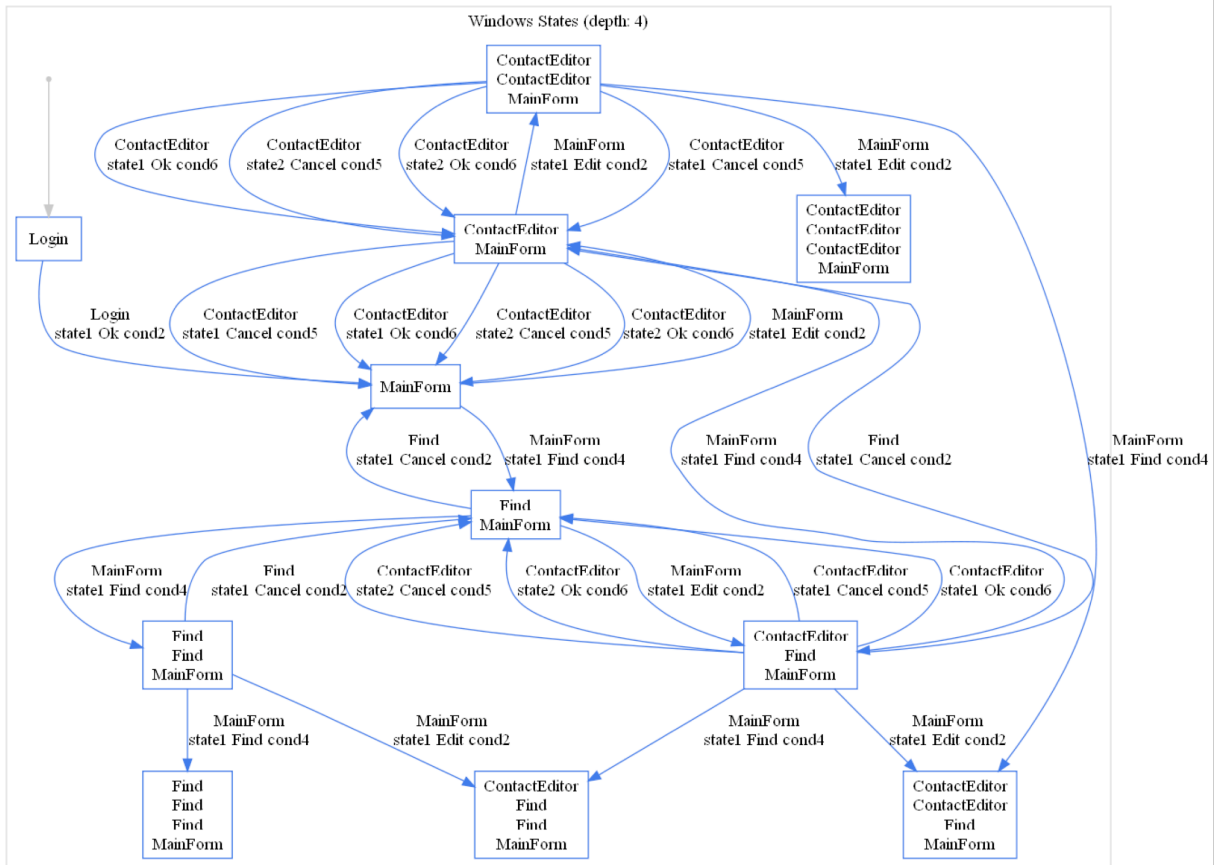 Windows States (depth: 4)
ContactEditor
ContactEditor
MainForm
ContactEditor
state1 Ok cond6
ContactEditor
state2 Cancel cond5
ContactEditor
state2 Ok cond6
MainForm
state1 Edit cond2
ContactEditor
state1 Cancel cond5
MainForm
state1 Edit cond2
Login
ContactEditor
MainForm
ContactEditor
ContactEditor
ContactEditor
MainForm
Login
state1 Ok cond2
ContactEditor
state1 Cancel cond5
ContactEditor
state1 Ok cond6
ContactEditor
state2 Cancel cond5
ContactEditor
state2 Ok cond6
MainForm
state1 Edit cond2
MainForm
Find
state1 Cancel cond2
MainForm
state1 Find cond4
MainForm
state1 Find cond4
Find
state1 Cancel cond2
MainForm
state1 Find cond4
Find
MainForm
MainForm
state1 Find cond4
Find
state1 Cancel cond2
ContactEditor
state2 Cancel cond5
ContactEditor
state2 Ok cond6
MainForm
state1 Edit cond2
ContactEditor
state1 Cancel cond5
ContactEditor
state1 Ok cond6
Find
Find
MainForm
ContactEditor
Find
MainForm
MainForm
state1 Find cond4
MainForm
state1 Edit cond2
MainForm
state1 Find cond4
MainForm
state1 Edit cond2
Find
Find
Find
MainForm
ContactEditor
Find
Find
MainForm
ContactEditor
ContactEditor
Find
MainForm